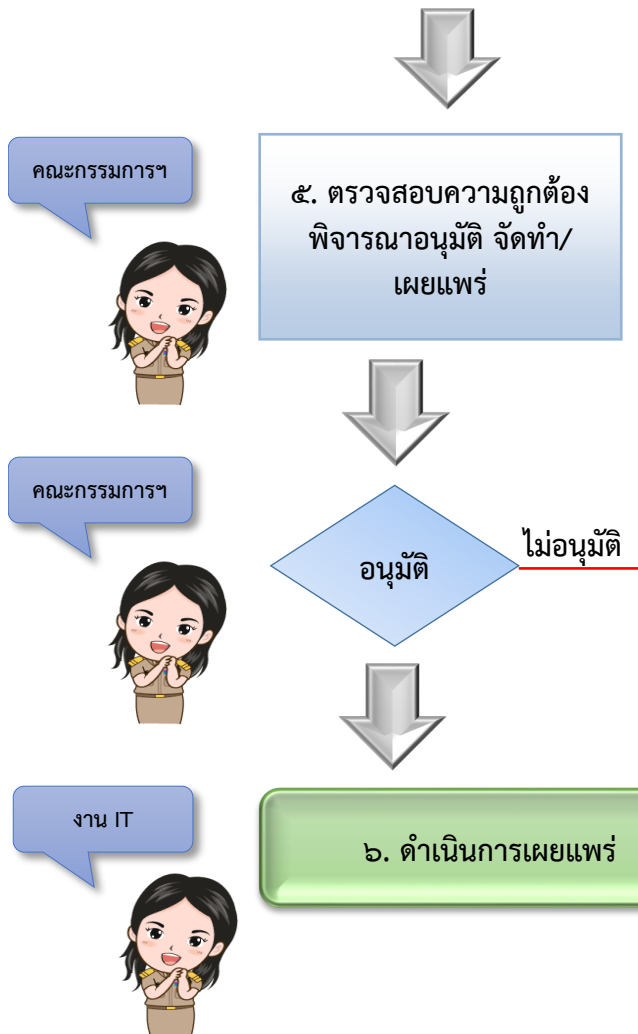 คณะกรรมการฯ
๕. ตรวจสอบความถูกต้อง
พิจารณาอนุมัติ จัดทำ/
เผยแพร่
คณะกรรมการฯ
อนุมัติ
ไม่อนุมัติ
งาน IT
๖. ดำเนินการเผยแพร่